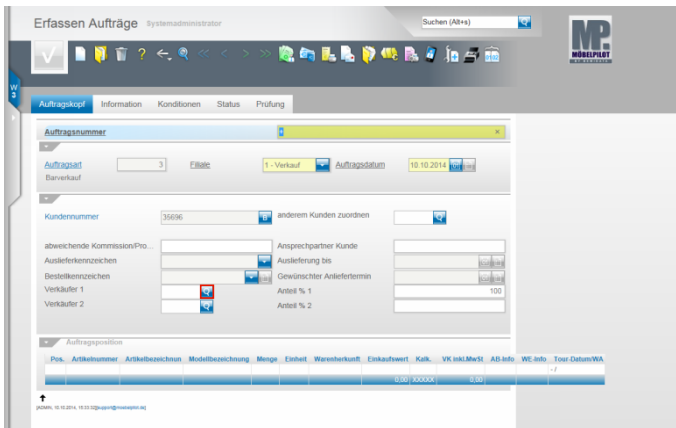 Erfassen Aufträge Systemadministrator Suchen (Alt+s)
MP
MÖBELPILOT
W
3
Auftragskopf Information Konditionen Status Prüfung
Auftragsnummer
Auftragsart 3 Filiale 1 - Verkauf Auftragsdatum 10.10.2014
Barverkauf
Kundennummer 35696 anderem Kunden zuordnen
abweichende Kommission/Pro... Ansprechpartner Kunde
Auslieferkennzeichen Auslieferung bis
Bestellkennzeichen Gewünschter Anliefertermin
Verkäufer 1 Anteil % 1 100
Verkäufer 2 Anteil % 2
Auftragsposition
Pos. Artikelnummer Artikelbezeichnun Modellbezeichnung Menge Einheit Warenherkunft Einkaufswert Kalk. VK inkl.MwSt AB-Info WE-Info Tour-Datum/WA
- /
0,00 XXXXX 0,00